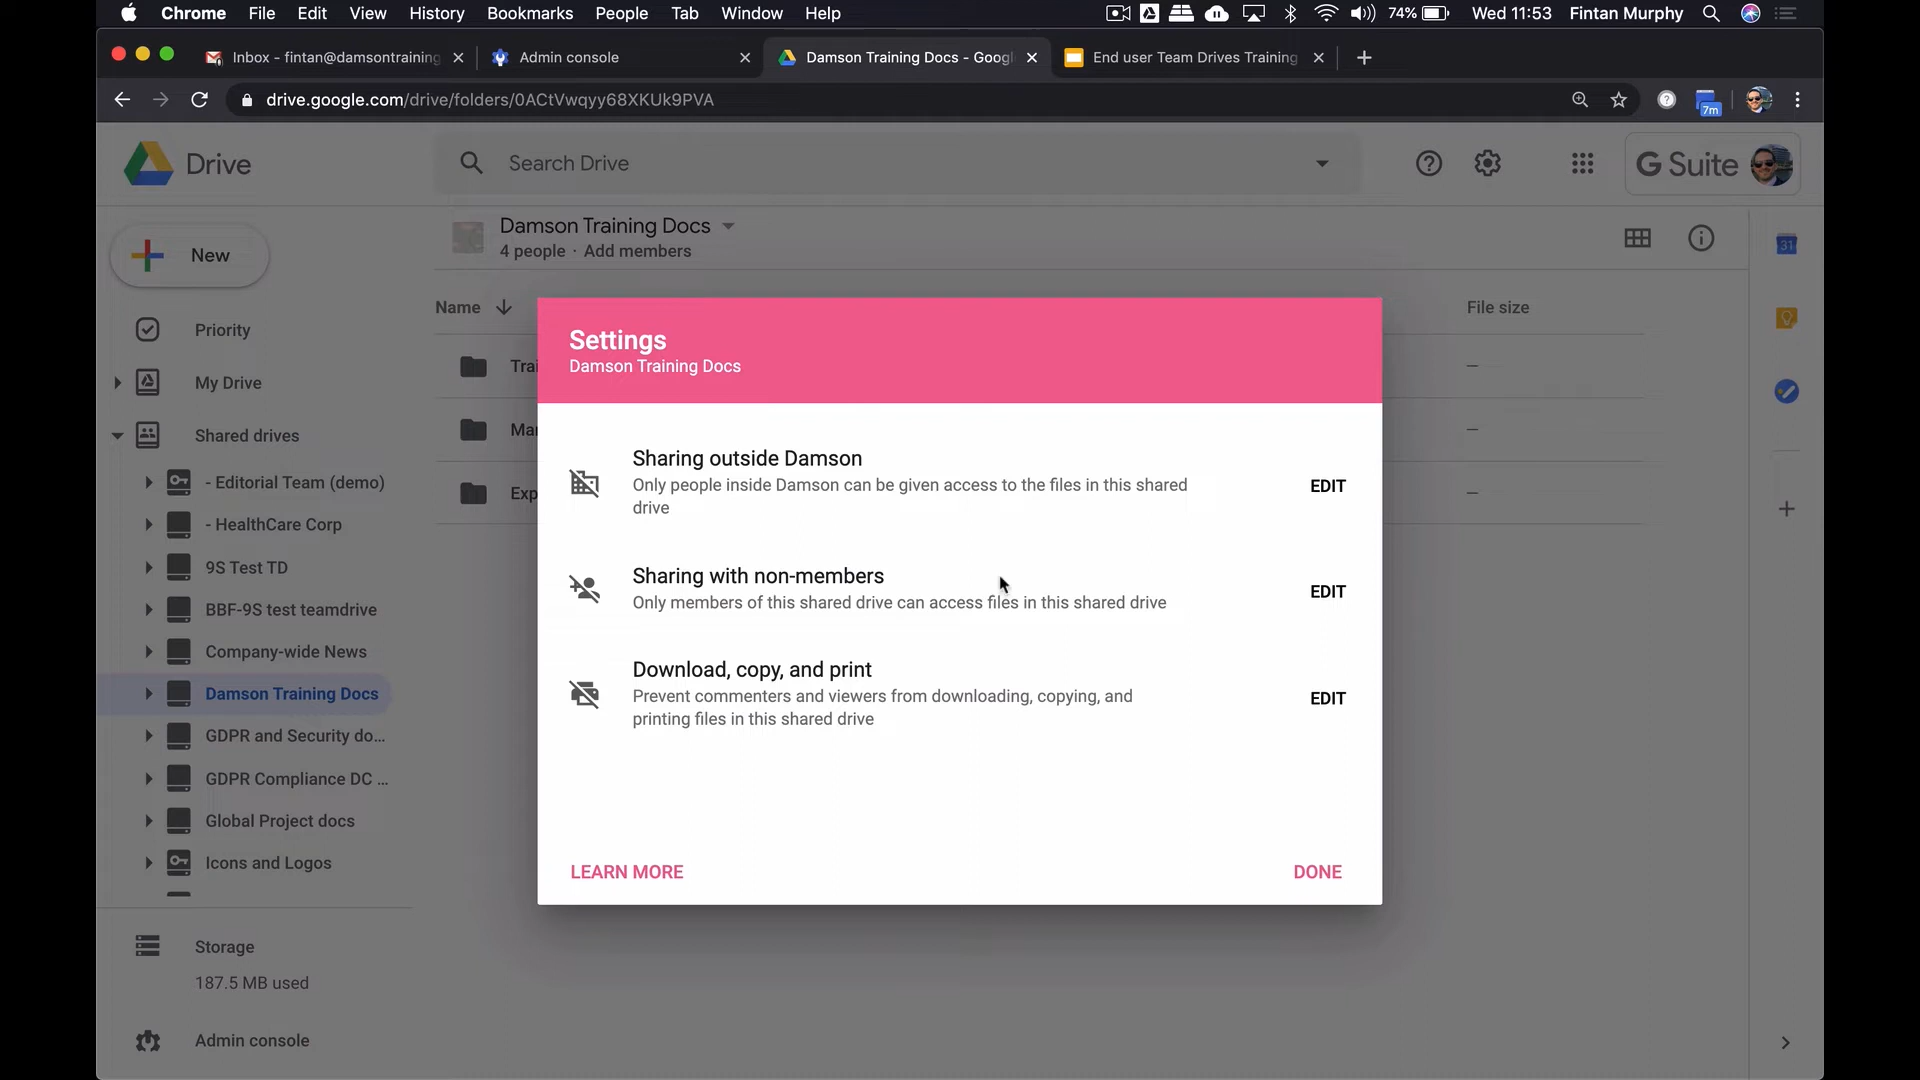 Chrome File Edit View History Bookmarks People Tab Window Help 74% Wed 11:53 Fintan Murphy
Inbox - fintan@damsontraining Admin console Damson Training Docs - Googl End user Team Drives Training
drive.google.com/drive/folders/0ACtVwqyy68XKUk9PVA
7m
Drive
Search Drive
G Suite
New
Damson Training Docs
4 people · Add members
31
Name
File size
Priority
My Drive
Shared drives
- Editorial Team (demo)
- HealthCare Corp
9S Test TD
BBF-9S test teamdrive
Company-wide News
Damson Training Docs
GDPR and Security do...
GDPR Compliance DC ...
Global Project docs
Icons and Logos
Storage
187.5 MB used
Admin console
Trai
—
Mar
—
Exp
—
Settings
Damson Training Docs
Sharing outside Damson
Only people inside Damson can be given access to the files in this shared
drive
EDIT
Sharing with non-members
Only members of this shared drive can access files in this shared drive
EDIT
Download, copy, and print
Prevent commenters and viewers from downloading, copying, and
printing files in this shared drive
EDIT
LEARN MORE
DONE